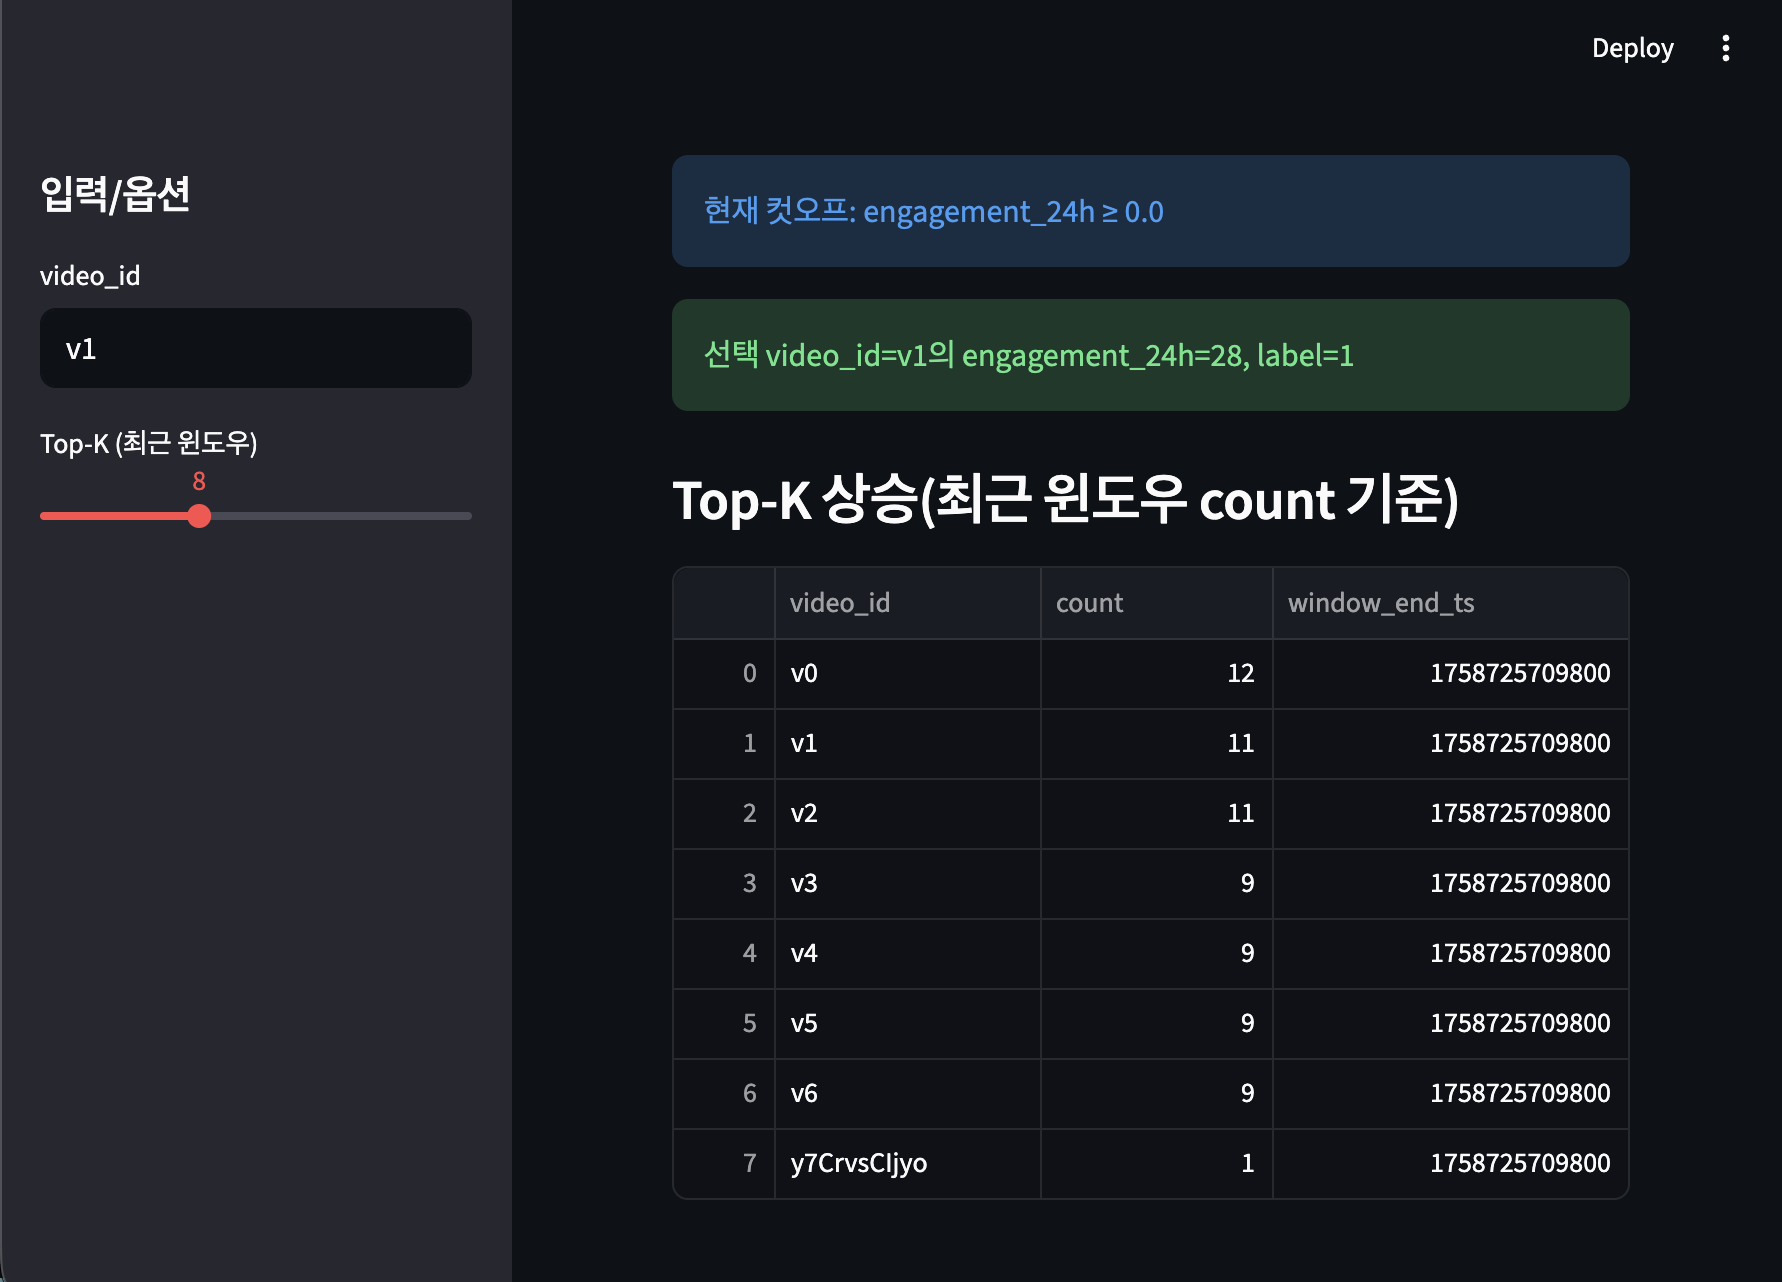 Deploy
입력/옵션
video_id
v1
Top-K (최근 윈도우)
8
현재 컷오프: engagement_24h ≥ 0.0
선택 video_id=v1의 engagement_24h=28, label=1
Top-K 상승(최근 윈도우 count 기준)
video_id count window_end_ts
0 v0 12 1758725709800
1 v1 11 1758725709800
2 v2 11 1758725709800
3 v3 9 1758725709800
4 v4 9 1758725709800
5 v5 9 1758725709800
6 v6 9 1758725709800
7 y7CrvsCIjyo 1 1758725709800